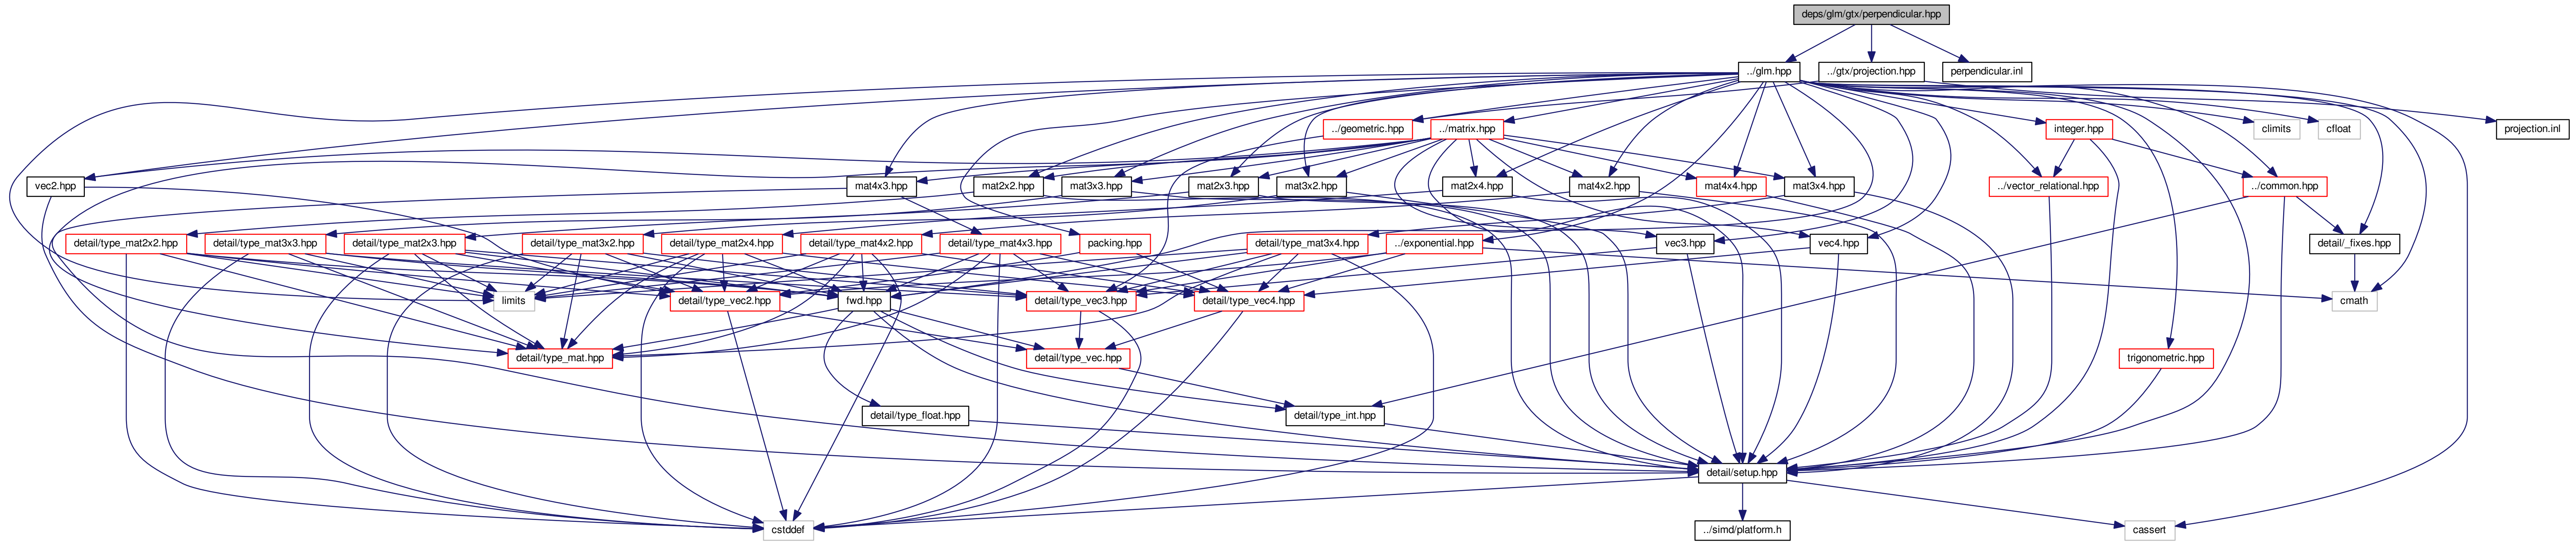 deps/glm/gtx/perpendicular.hpp
../glm.hpp
../gtx/projection.hpp
perpendicular.inl
../geometric.hpp
../matrix.hpp
integer.hpp
climits
cfloat
projection.inl
vec2.hpp
mat4x3.hpp
mat2x2.hpp
mat3x3.hpp
mat2x3.hpp
mat3x2.hpp
mat2x4.hpp
mat4x2.hpp
mat4x4.hpp
mat3x4.hpp
../vector_relational.hpp
../common.hpp
detail/type_mat2x2.hpp
detail/type_mat3x3.hpp
detail/type_mat2x3.hpp
detail/type_mat3x2.hpp
detail/type_mat2x4.hpp
detail/type_mat4x2.hpp
detail/type_mat4x3.hpp
packing.hpp
detail/type_mat3x4.hpp
../exponential.hpp
vec3.hpp
vec4.hpp
detail/_fixes.hpp
limits
detail/type_vec2.hpp
fwd.hpp
detail/type_vec3.hpp
detail/type_vec4.hpp
cmath
detail/type_mat.hpp
detail/type_vec.hpp
trigonometric.hpp
detail/type_float.hpp
detail/type_int.hpp
detail/setup.hpp
cstddef
../simd/platform.h
cassert